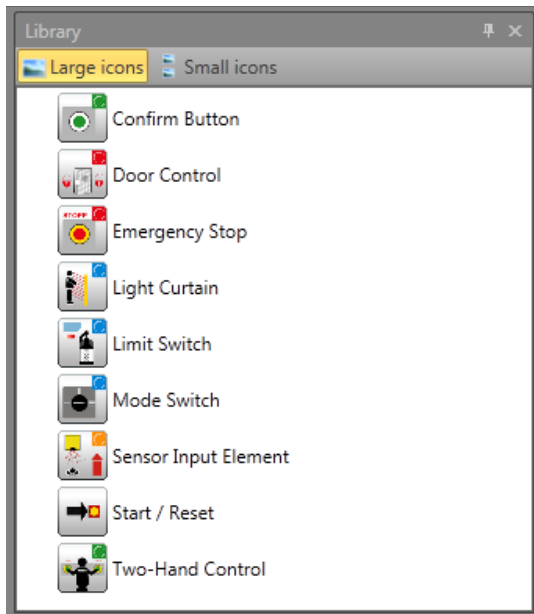 Library
Large icons Small icons
Confirm Button
Door Control
STOPP
Emergency Stop
Light Curtain
Limit Switch
Mode Switch
Sensor Input Element
Start / Reset
Two-Hand Control